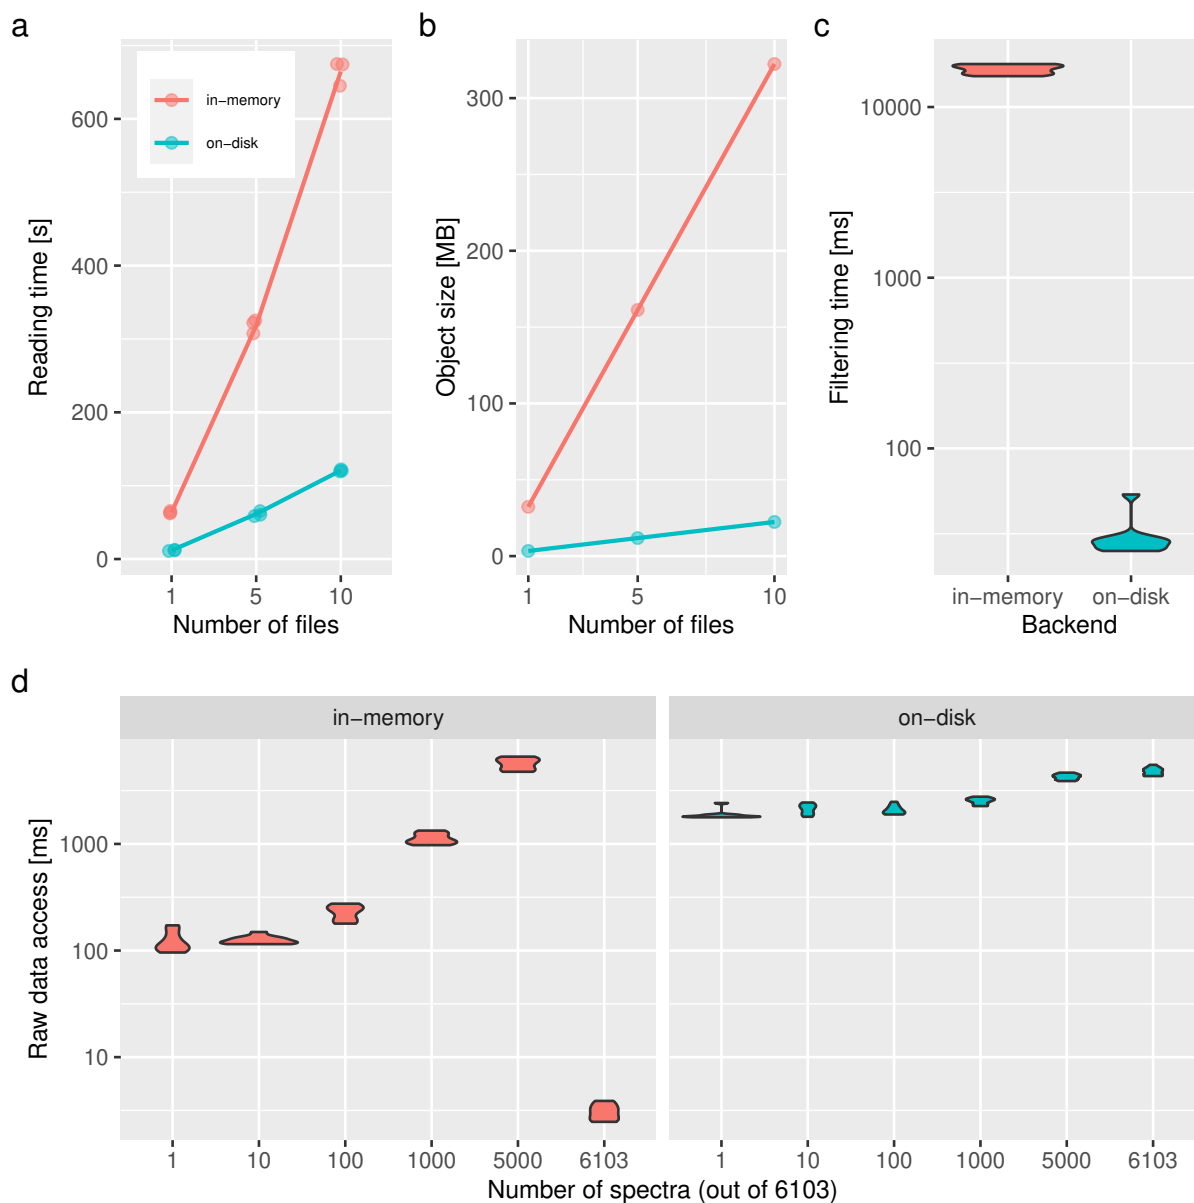 a
b
c
600
400
200
0
1
5
10
Reading time [s]
Number of files
in−memory
on−disk
300
200
100
0
1
5
10
Object size [MB]
Number of files
10000
1000
100
in−memory
on−disk
Filtering time [ms]
Backend
d
in−memory
on−disk
1000
100
10
Raw data access [ms]
1
10
100
1000
5000
6103
1
10
100
1000
5000
6103
Number of spectra (out of 6103)